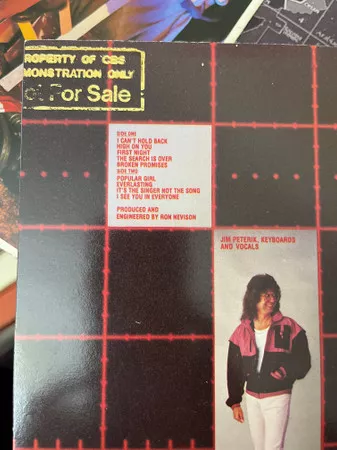 PROPERTY OF CBS
MONSTRATION ONLY
ot For Sale
SIDE ONE
I CAN'T HOLD BACK
HIGH ON YOU
FIRST NIGHT
THE SEARCH IS OVER
BROKEN PROMISES
SIDE TWO
POPULAR GIRL
EVERLASTING
IT'S THE SINGER NOT THE SONG
I SEE YOU IN EVERYONE
PRODUCED AND
ENGINEERED BY RON NEVISON
JIM PETERIK, KEYBOARDS
AND VOCALS